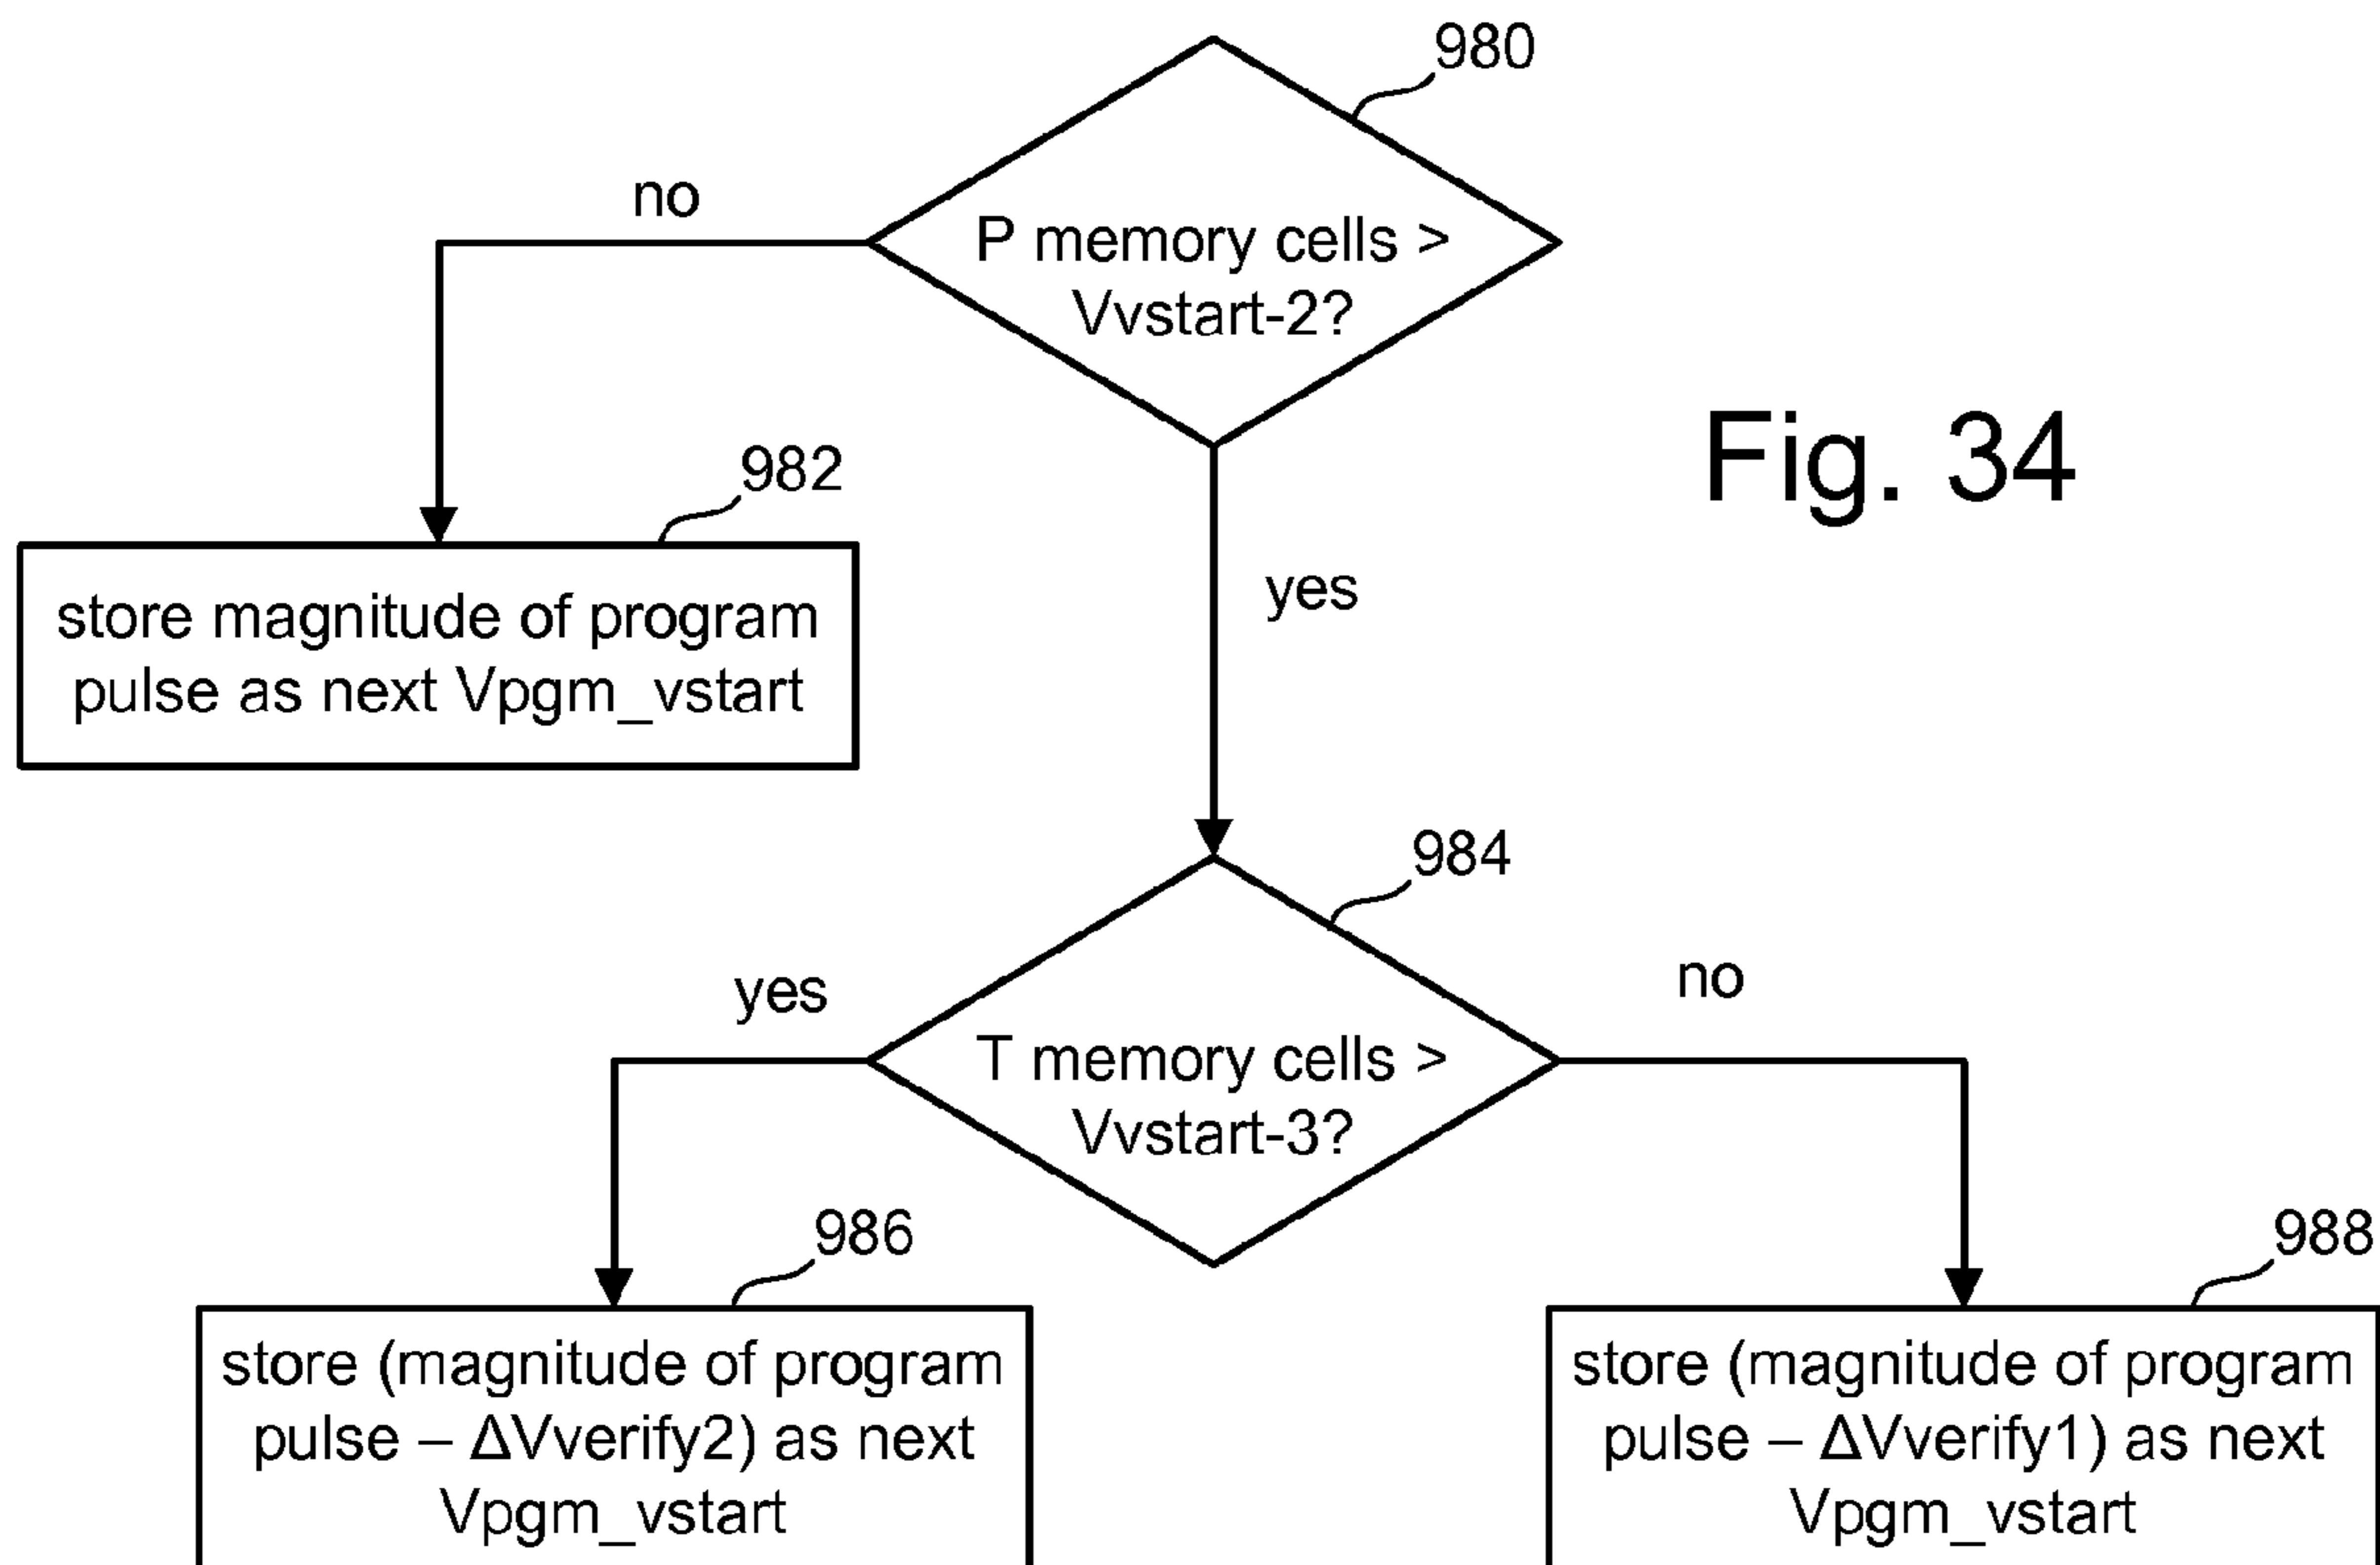 980
no
P memory cells >
Vvstart-2?
Fig. 34
982
store magnitude of program
pulse as next Vpgm_vstart
yes
984
yes
no
T memory cells >
Vvstart-3?
986
988
store (magnitude of program
pulse – ΔVverify2) as next
Vpgm_vstart
store (magnitude of program
pulse – ΔVverify1) as next
Vpgm_vstart